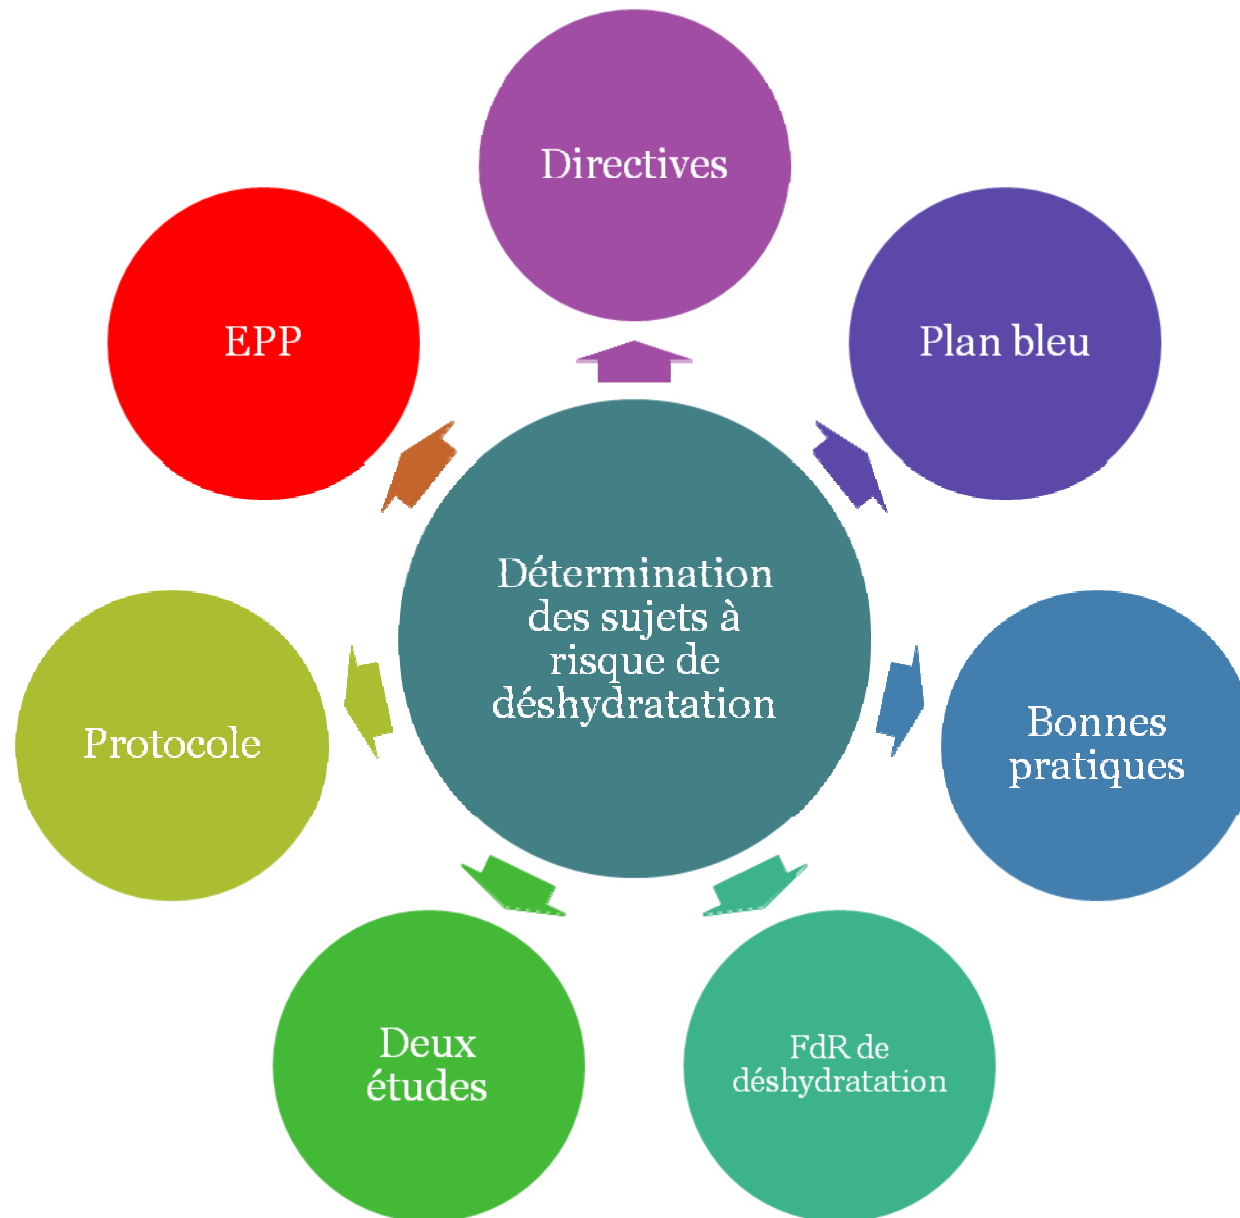 Directives
EPP
Plan bleu
Détermination
des sujets à
risque de
déshydratation
Protocole
Bonnes
pratiques
Deux
études
FdR de
déshydratation